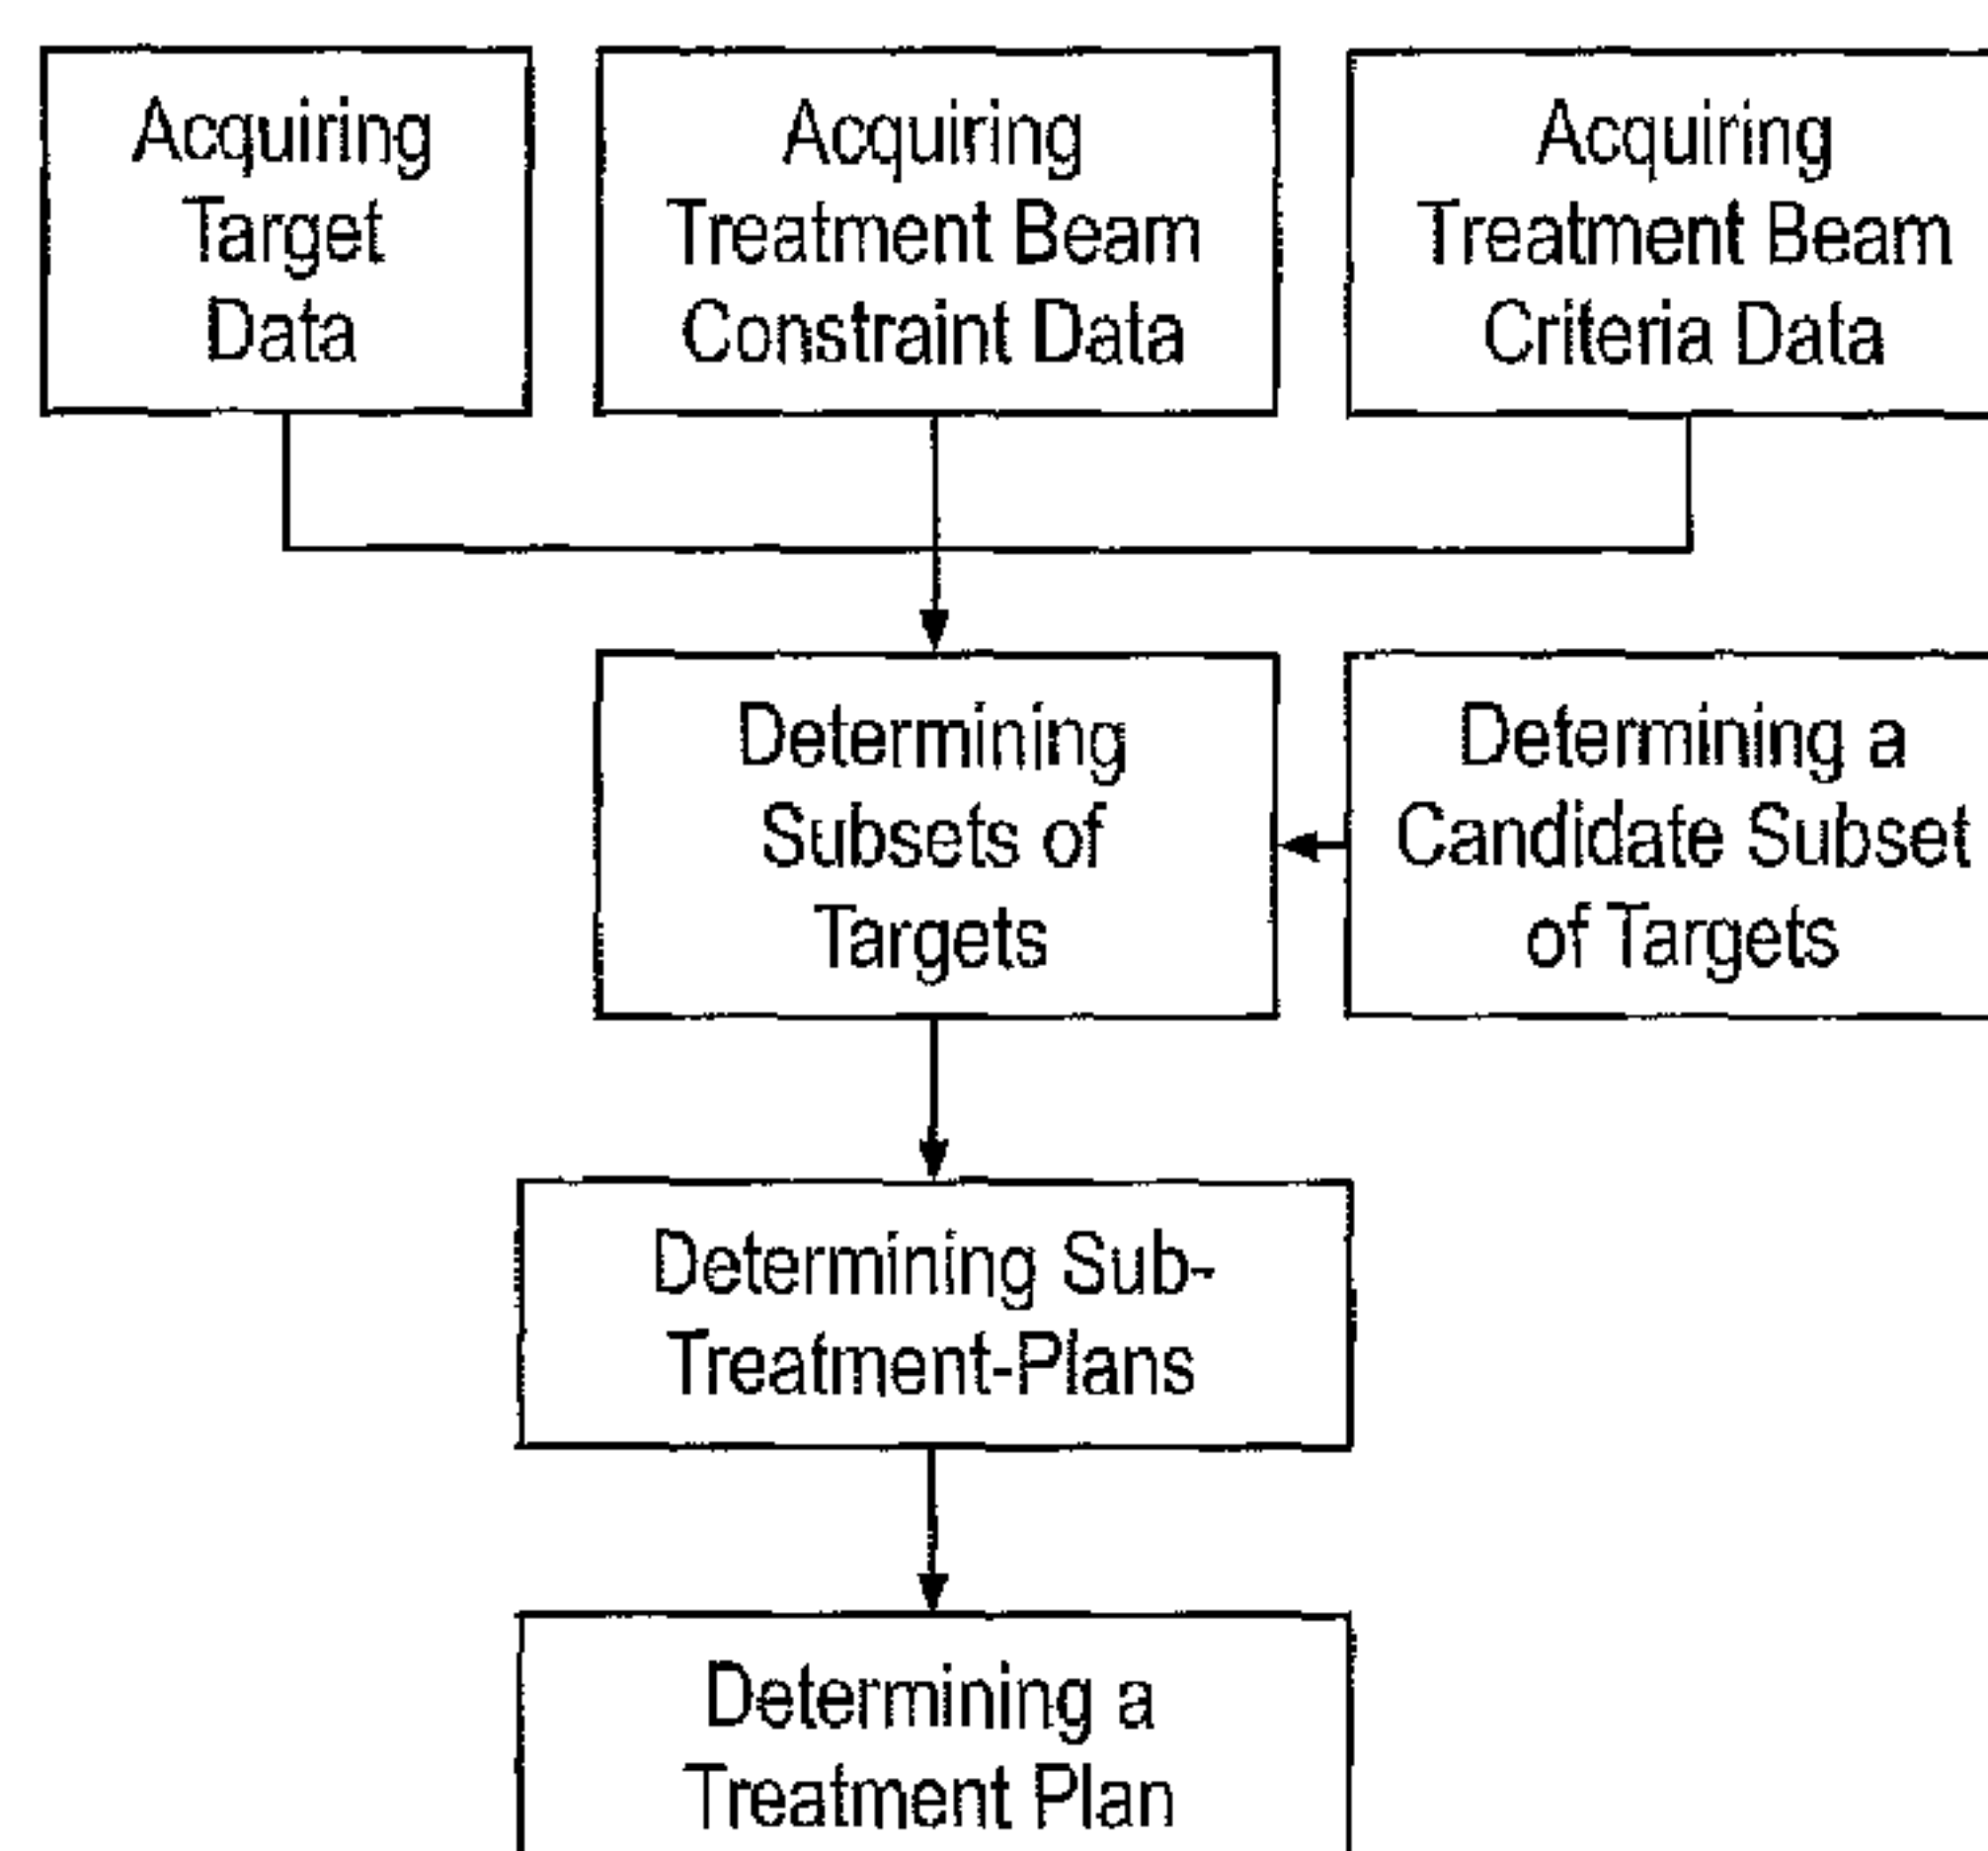 Acquiring
Target
Data
Acquiring
Treatment Beam
Constraint Data
Acquiring
Treatment Beam
Criteria Data
Determining
Subsets of
Targets
Determining a
Candidate Subset
of Targets
Determining Sub-
Treatment-Plans
Determining a
Treatment Plan